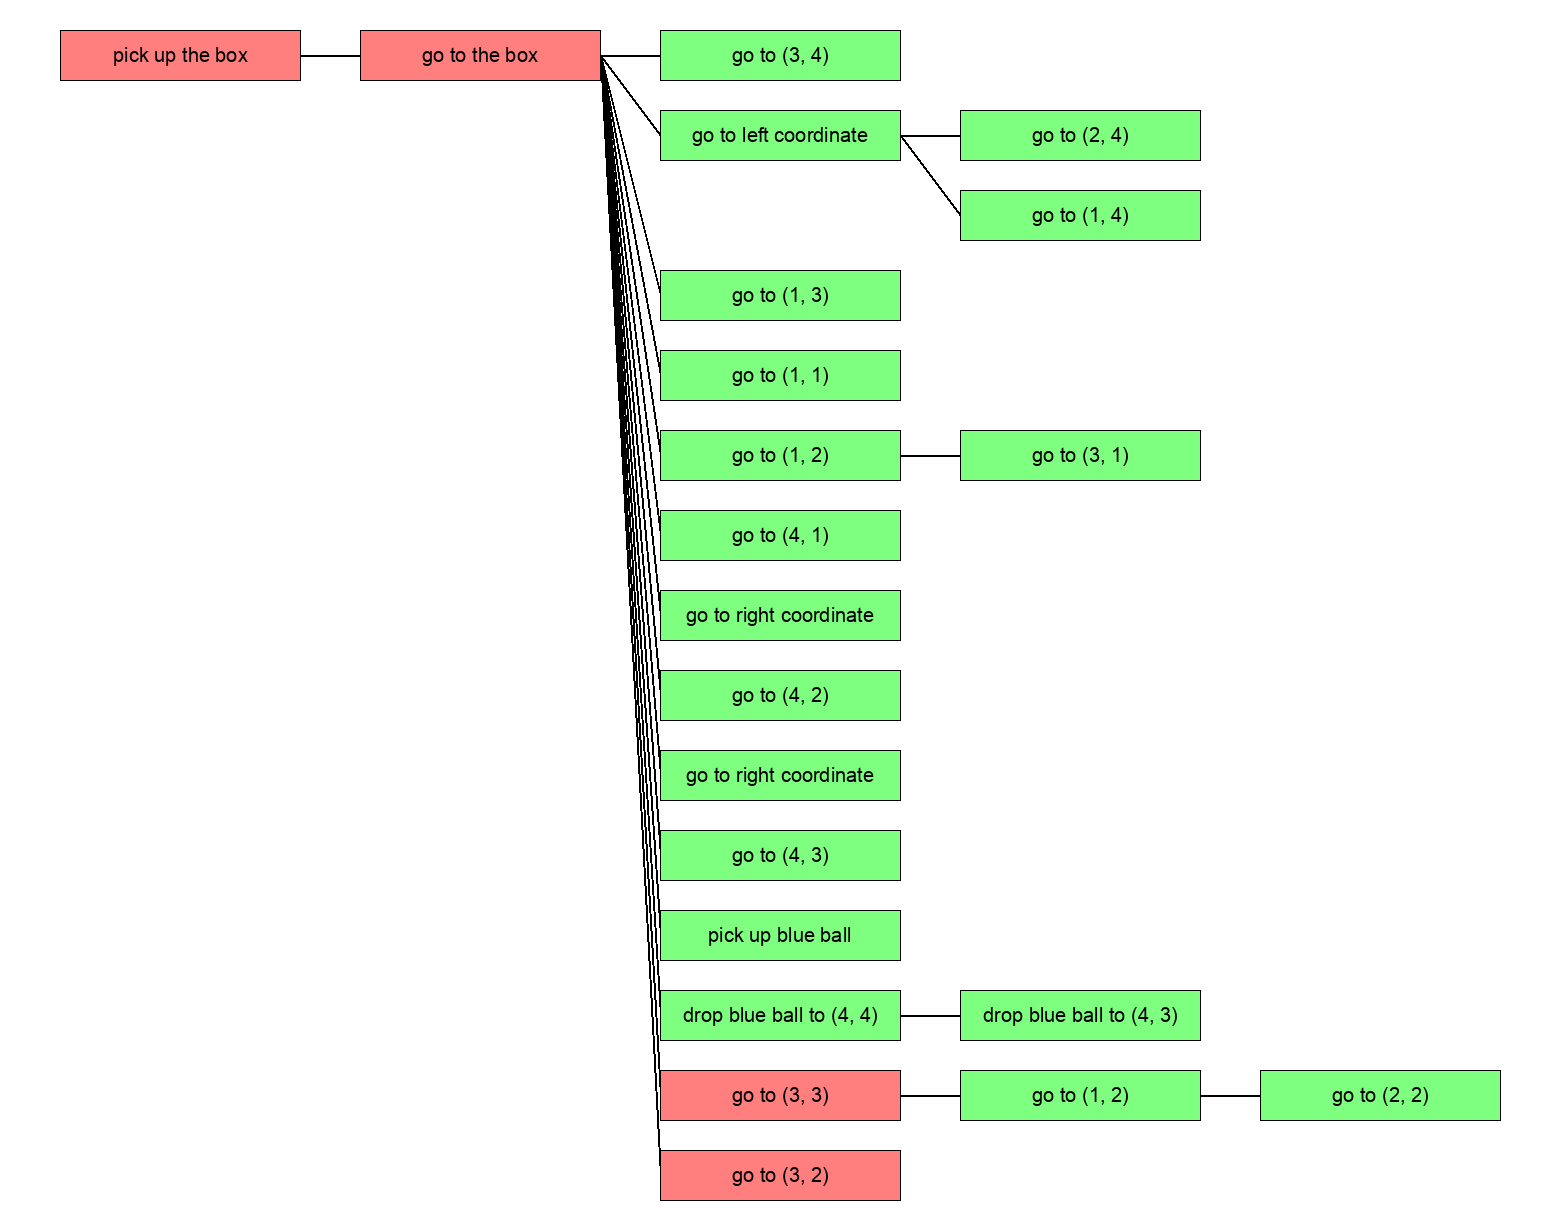 pick up the box
go to the box
go to (3, 4)
go to left coordinate
go to (2, 4)
go to (1, 4)
go to (1, 3)
go to (1, 1)
go to (1, 2)
go to (3, 1)
go to (4, 1)
go to right coordinate
go to (4, 2)
go to right coordinate
go to (4, 3)
pick up blue ball
drop blue ball to (4, 4)
drop blue ball to (4, 3)
go to (3, 3)
go to (1, 2)
go to (2, 2)
go to (3, 2)